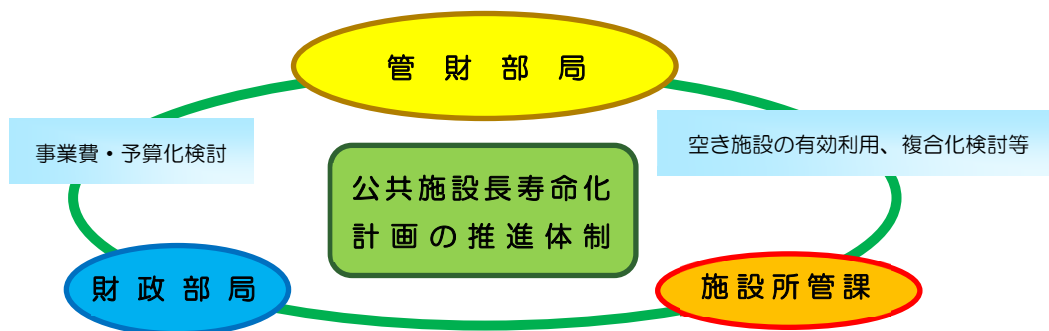 管財部局
事業費・予算化検討
空き施設の有効利用、複合化検討等
公共施設長寿命化
計画の推進体制
財政部局
施設所管課